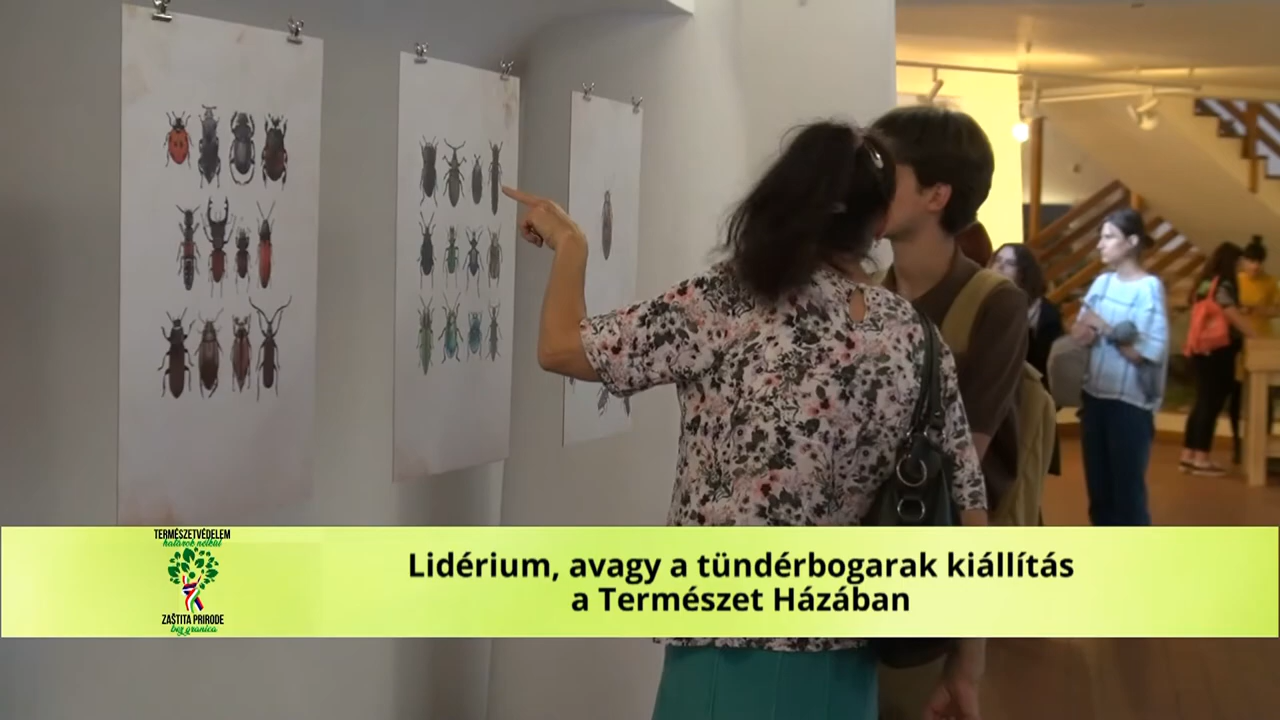 TERMÉSZETVÉDELEM
határok nélkül
ZAŠTITA PRIRODE
bez granica
Lidérium, avagy a tündérbogarak kiállítás
a Természet Házában